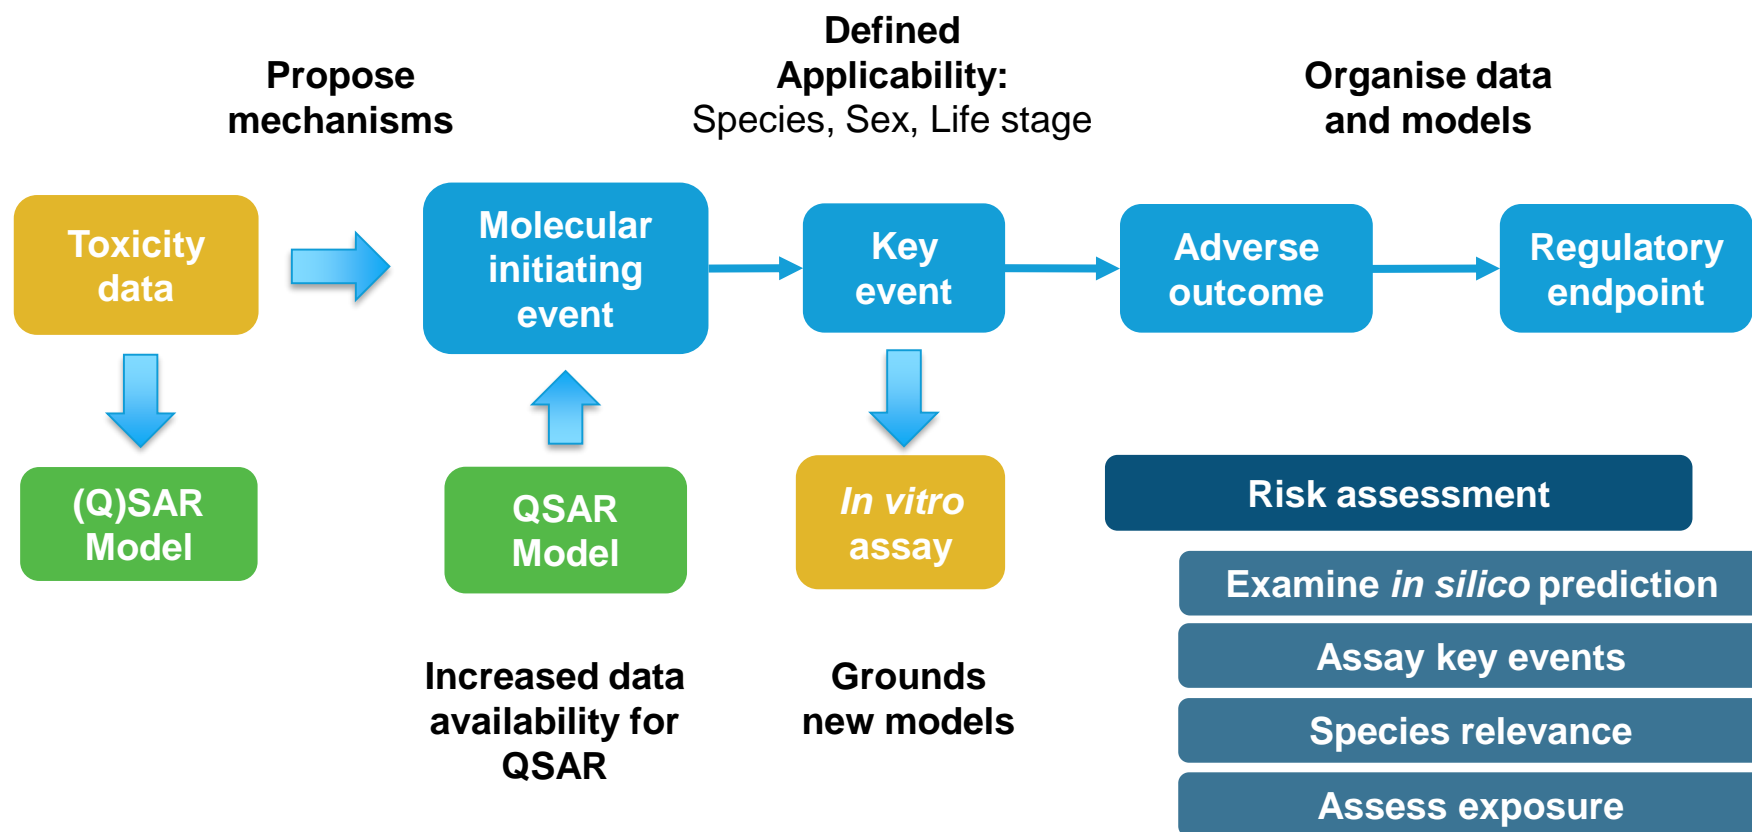 Propose
mechanisms
Defined
Applicability:
Species, Sex, Life stage
Organise data
and models
Toxicity
data
Molecular
initiating
event
Key
event
Adverse
outcome
Regulatory
endpoint
(Q)SAR
Model
QSAR
Model
In vitro
assay
Risk assessment
Examine in silico prediction
Assay key events
Species relevance
Assess exposure
Increased data
availability for
QSAR
Grounds
new models